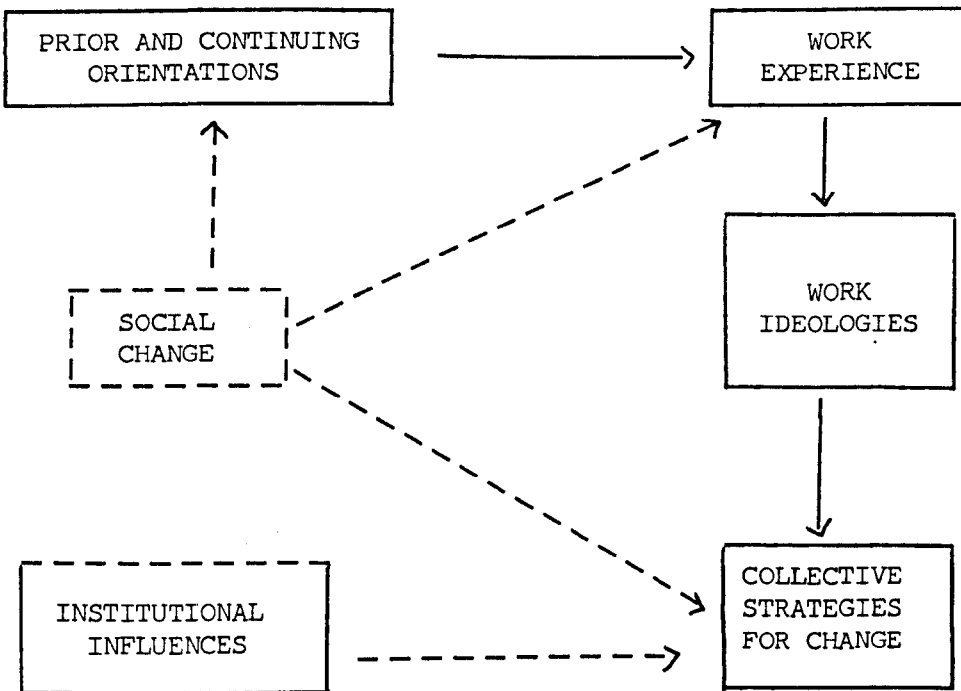 PRIOR AND CONTINUING
ORIENTATIONS
WORK
EXPERIENCE
SOCIAL
CHANGE
WORK
IDEOLOGIES
INSTITUTIONAL
INFLUENCES
COLLECTIVE
STRATEGIES
FOR CHANGE